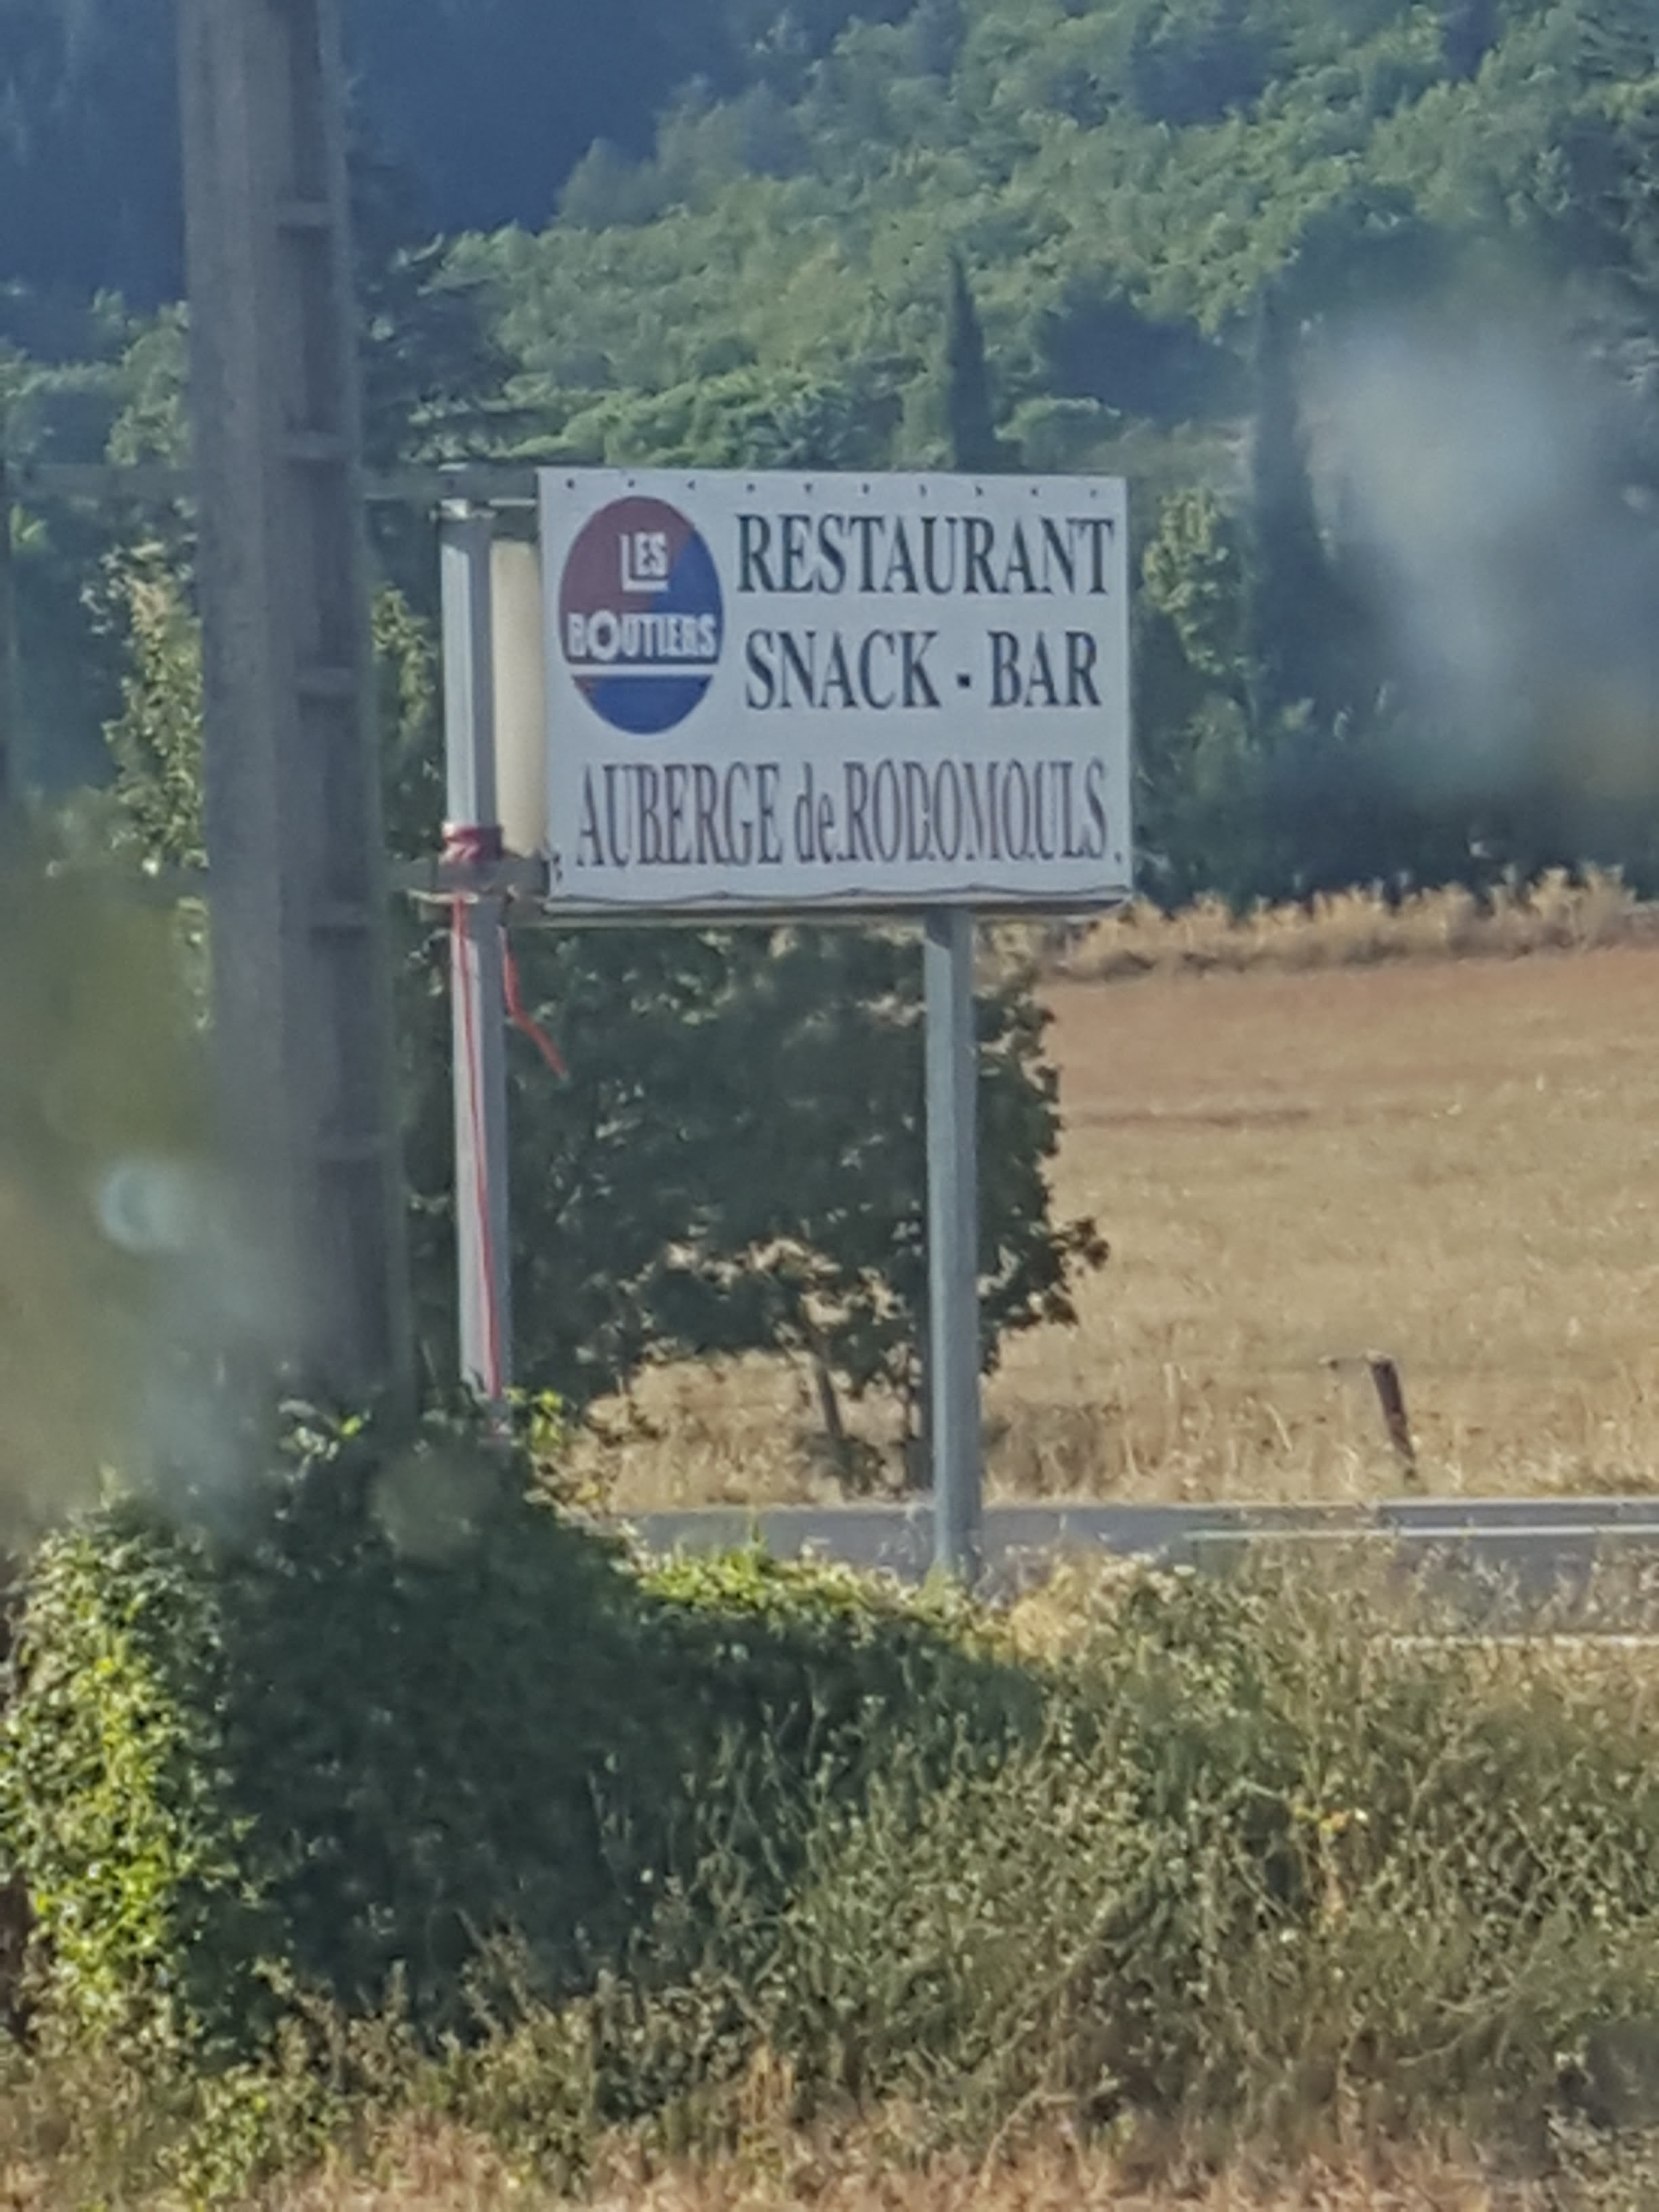 LES
ROUTIERS
RESTAURANT
SNACK - BAR
AUBERGE de RODOMOULS